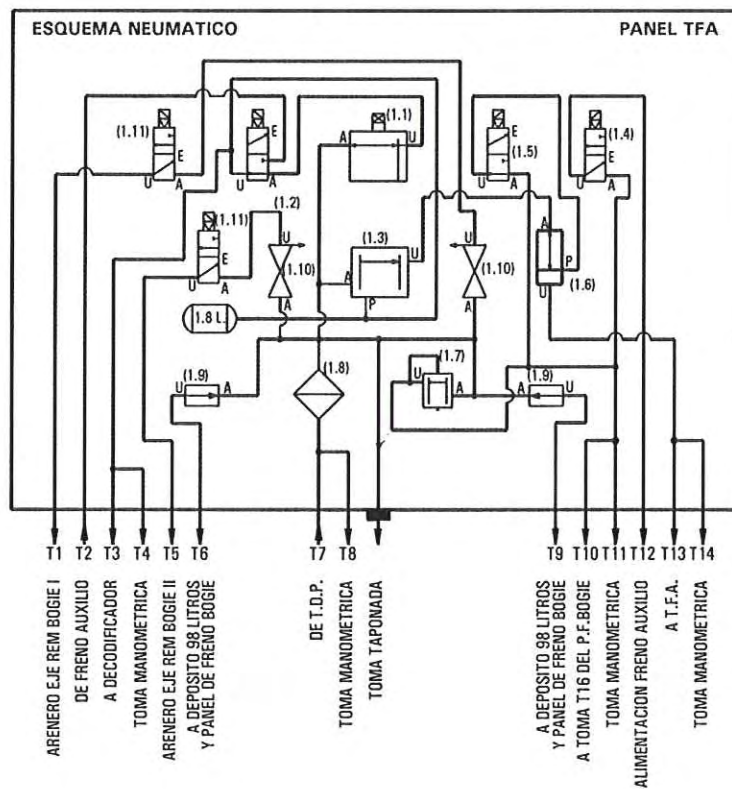 ESQUEMA NEUMATICO
PANEL TFA
(1.11)
E
U
A
U
A
(1.2)
(1.1)
A
U
E
(1.5)
U
A
E
(1.4)
U
A
(1.11)
E
U
A
U
(1.10)
A
(1.3)
U
A
P
U
(1.10)
A
A
P
U
(1.6)
1.8 L.
(1.9)
U
A
(1.8)
(1.7)
U
A
(1.9)
A
U
T1
T2
T3
T4
T5
T6
T7
T8
T9
T10
T11
T12
T13
T14
ARENERO EJE REM BOGIE I
DE FRENO AUXILIO
A DECODIFICADOR
TOMA MANOMETRICA
ARENERO EJE REM BOGIE II
A DEPOSITO 98 LITROS
Y PANEL DE FRENO BOGIE
DE T.D.P.
TOMA MANOMETRICA
TOMA TAPONADA
A DEPOSITO 98 LITROS
Y PANEL DE FRENO BOGIE
A TOMA T16 DEL P.F.BOGIE
TOMA MANOMETRICA
ALIMENTACION FRENO AUXILIO
A T.F.A.
TOMA MANOMETRICA